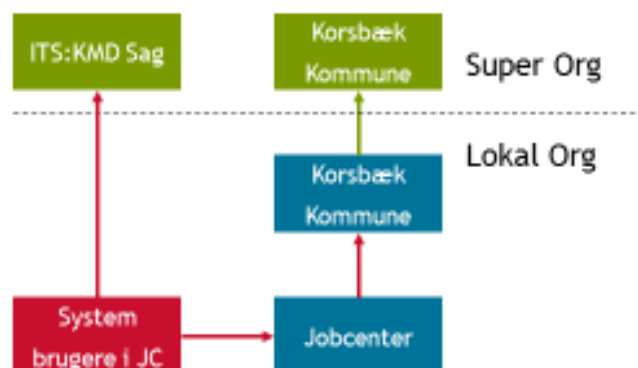 ITS:KMD Sag
Korsbæk
Kommune
Super Org
Lokal Org
Korsbæk
Kommune
System
brugere i JC
Jobcenter